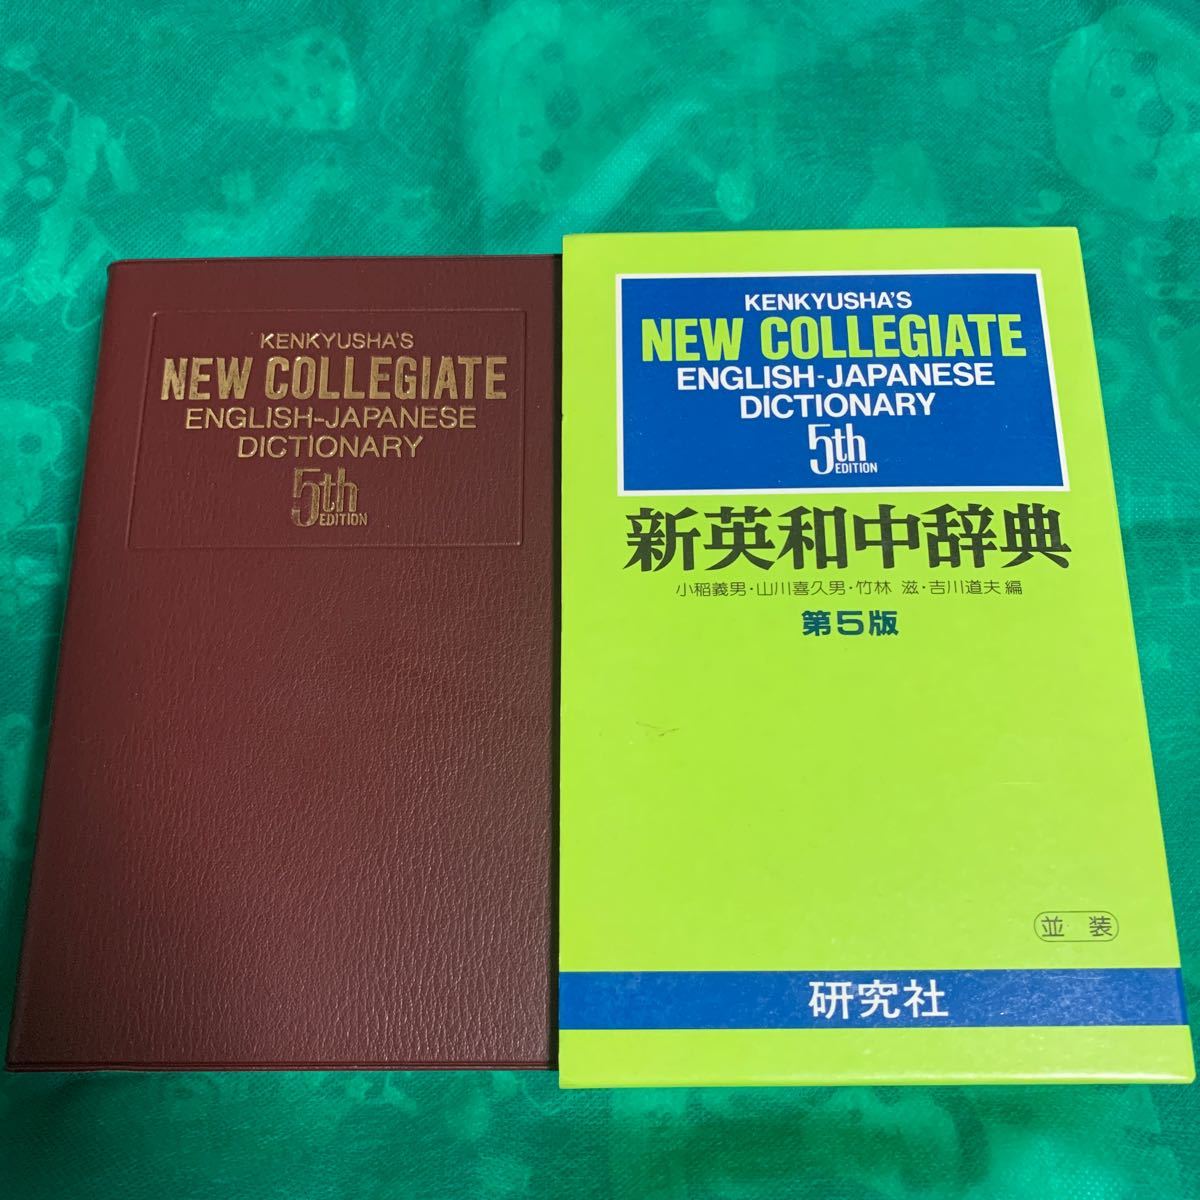 KENKYUSHA'S
NEW COLLEGIATE
ENGLISH-JAPANESE
DICTIONARY
5th
EDITION
KENKYUSHA'S
NEW COLLEGIATE
ENGLISH-JAPANESE
DICTIONARY
5th
EDITION
新英和中辞典
小稲義男・山川喜久男・竹林 滋・吉川道夫 編
第5版
並装
研究社